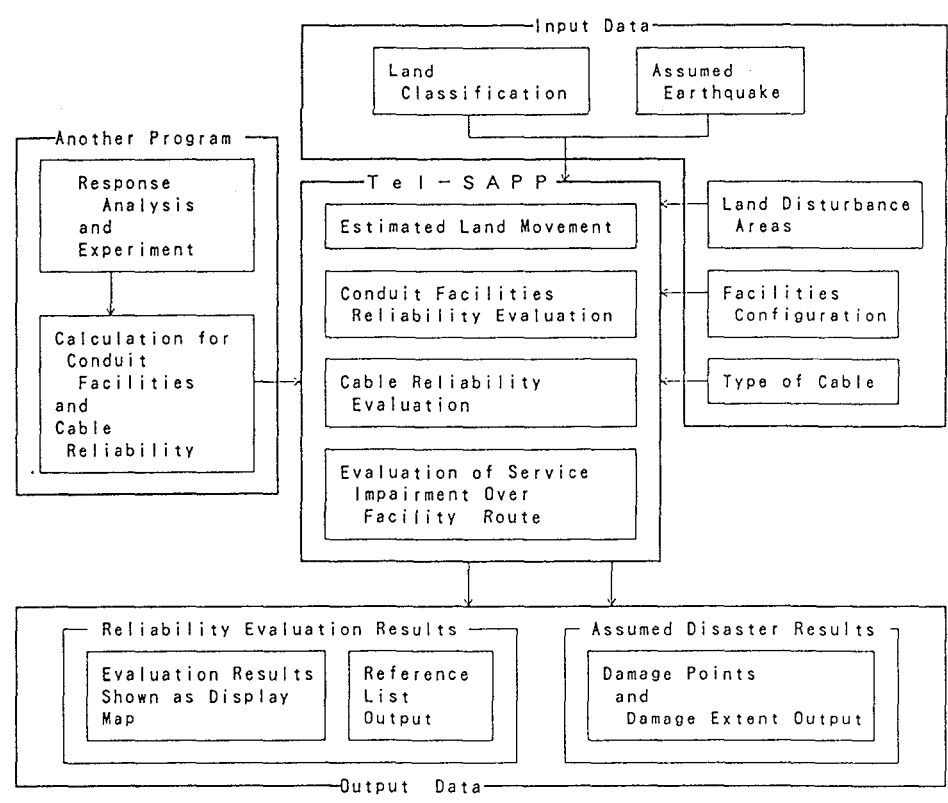 Input Data
Land
Classification
Assumed
Earthquake
Another Program
Response
Analysis
and
Experiment
Calculation for
Conduit
Facilities
and
Cable
Reliability
Tel-SAPP
Estimated Land Movement
Conduit Facilities
Reliability Evaluation
Cable Reliability
Evaluation
Evaluation of Service
Impairment Over
Facility Route
Land Disturbance
Areas
Facilities
Configuration
Type of Cable
Reliability Evaluation Results
Evaluation Results
Shown as Display
Map
Reference
List
Output
Assumed Disaster Results
Damage Points
and
Damage Extent Output
Output Data